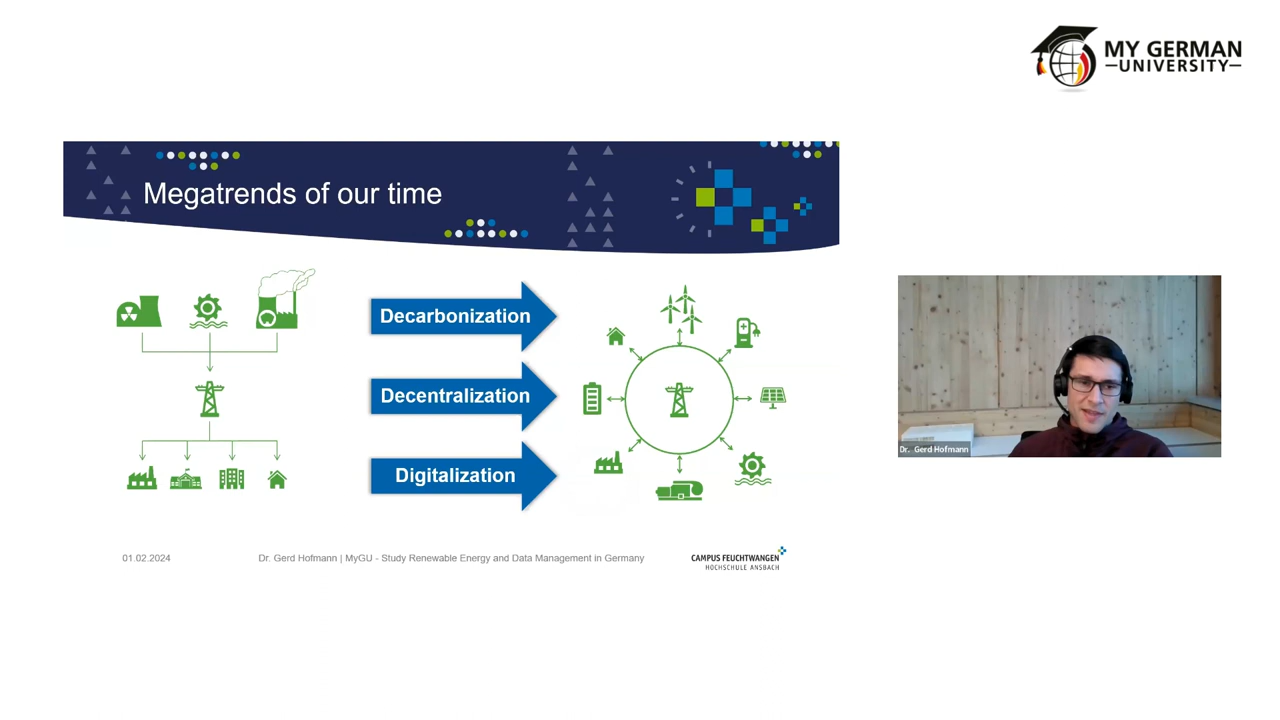 MY GERMAN
UNIVERSITY
Megatrends of our time
Decarbonization
Decentralization
Digitalization
Dr. Gerd Hofmann
01.02.2024
Dr. Gerd Hofmann | MyGU - Study Renewable Energy and Data Management in Germany
CAMPUS FEUCHTWANGEN
HOCHSCHULE ANSBACH